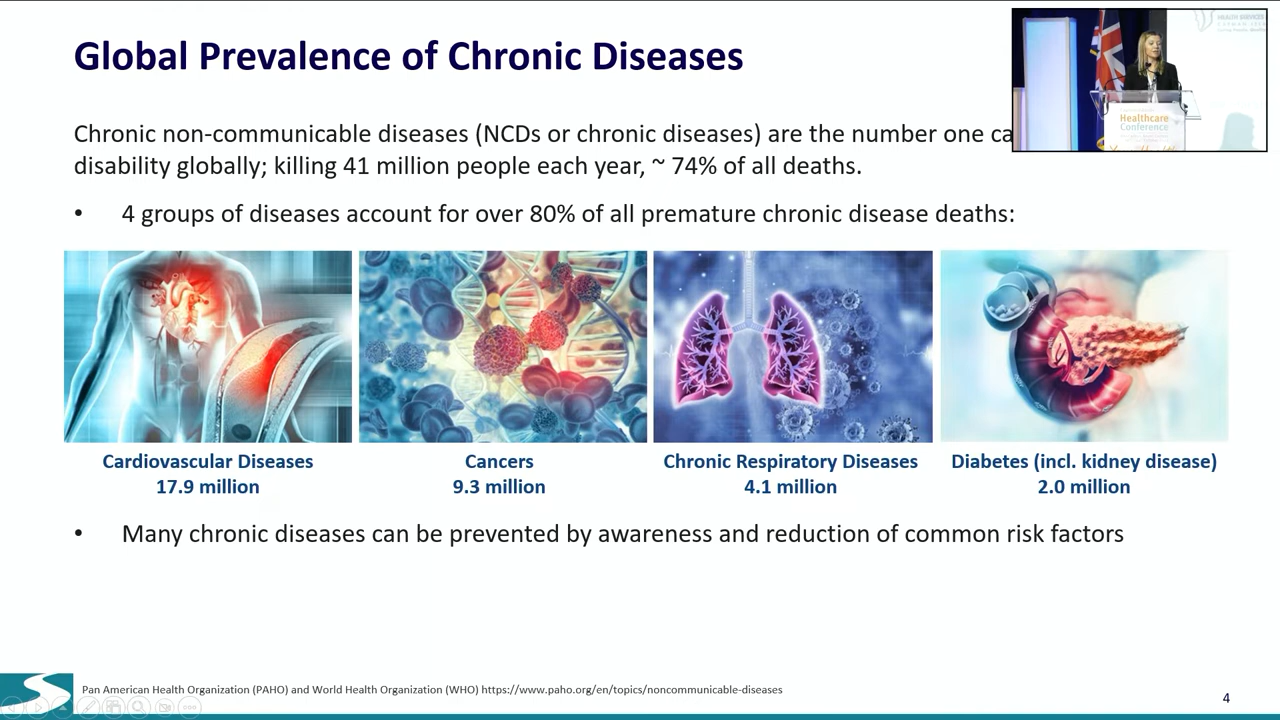 Global Prevalence of Chronic Diseases
Chronic non-communicable diseases (NCDs or chronic diseases) are the number one
disability globally; killing 41 million people each year, ~ 74% of all deaths.
• 4 groups of diseases account for over 80% of all premature chronic disease deaths:
Cardiovascular Diseases
17.9 million
Cancers
9.3 million
Chronic Respiratory Diseases
4.1 million
Diabetes (incl. kidney disease)
2.0 million
• Many chronic diseases can be prevented by awareness and reduction of common risk factors
Pan American Health Organization (PAHO) and World Health Organization (WHO) https://www.paho.org/en/topics/noncommunicable-diseases
4
Healthcare
Conference